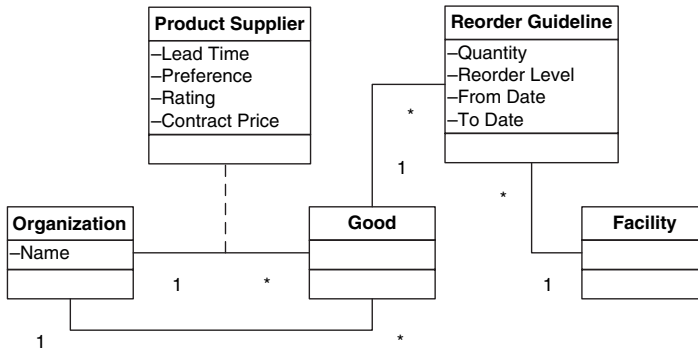 Product Supplier
–Lead Time
–Preference
–Rating
–Contract Price
Reorder Guideline
–Quantity
–Reorder Level
–From Date
–To Date
*
1
*
Organization
–Name
Good
Facility
1
*
1
1
*